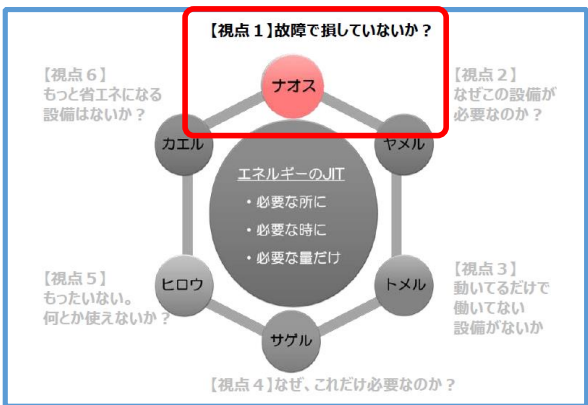 【視点１】故障で損していないか？
【視点６】
もっと省エネになる
設備はないか？
ナオス
【視点２】
なぜこの設備が
必要なのか？
カエル
ヤメル
エネルギーのJIT
・必要な所に
・必要な時に
・必要な量だけ
【視点５】
もったいない。
何とか使えないか？
ヒロウ
トメル
【視点３】
動いてるだけで
働いてない
設備がないか
サゲル
【視点４】なぜ、これだけ必要なのか？